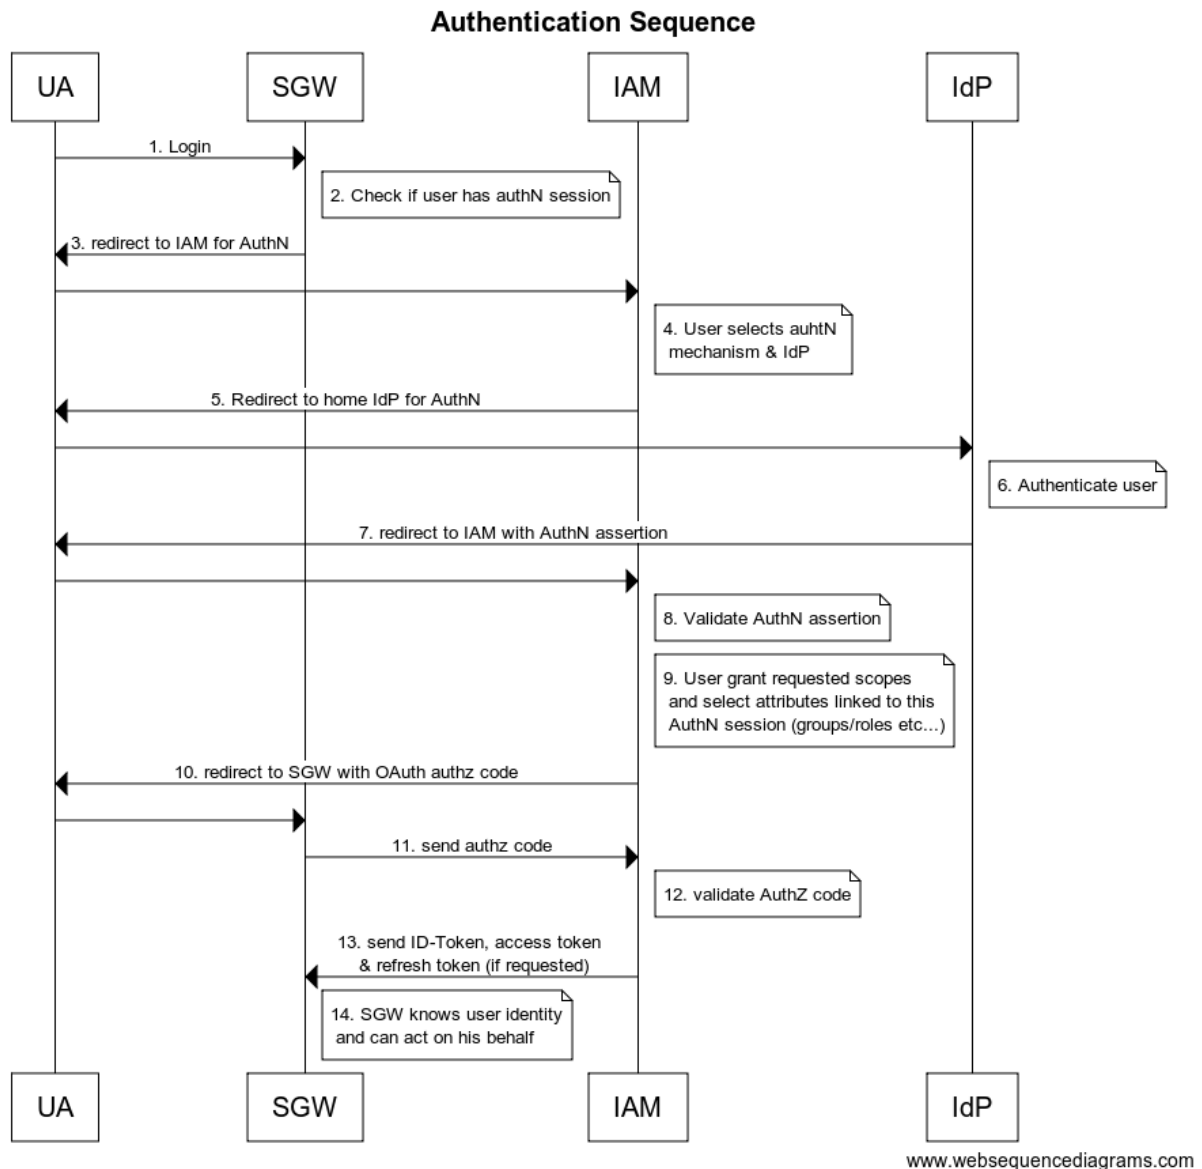 Authentication Sequence
UA
SGW
IAM
IdP
1. Login
2. Check if user has authN session
3. redirect to IAM for AuthN
4. User selects auhtN
mechanism & IdP
5. Redirect to home IdP for AuthN
6. Authenticate user
7. redirect to IAM with AuthN assertion
8. Validate AuthN assertion
9. User grant requested scopes
and select attributes linked to this
AuthN session (groups/roles etc...)
10. redirect to SGW with OAuth authz code
11. send authz code
12. validate AuthZ code
13. send ID-Token, access token
& refresh token (if requested)
14. SGW knows user identity
and can act on his behalf
UA
SGW
IAM
IdP
www.websequencediagrams.com